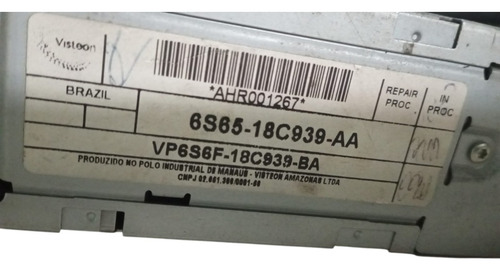 Visteon
*AHR001267*
BRAZIL
REPAIR PROC
IN PROC
6S65-18C939-AA
VP6S6F-18C939-BA
PRODUZIDO NO POLO INDUSTRIAL DE MANAUS - VISTEON AMAZONAS LTDA